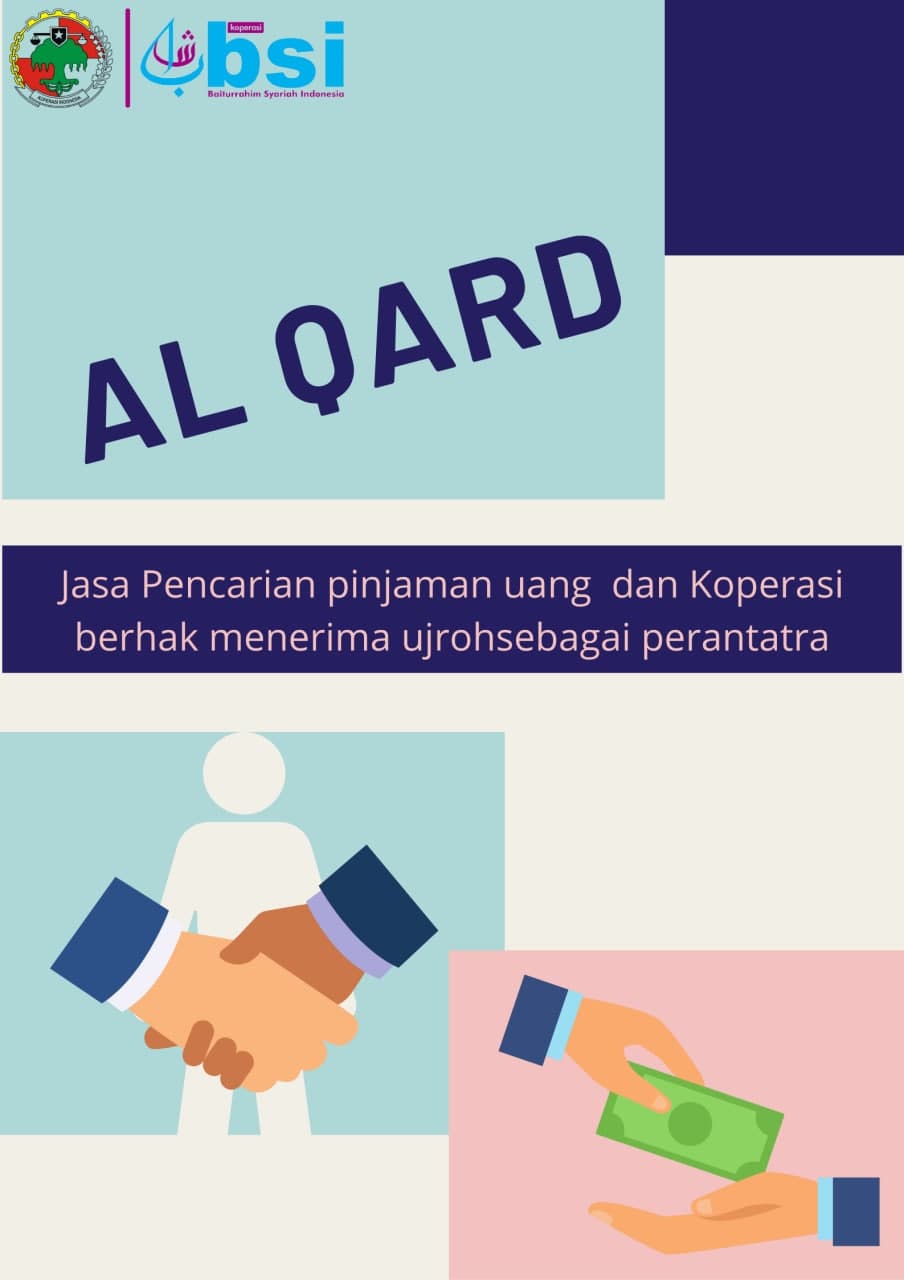 KOPERASI INDONESIA
koperasi
bsi
Baiturrahim Syariah Indonesia
AL QARD
Jasa Pencarian pinjaman uang dan Koperasi
berhak menerima ujrohsebagai perantatra